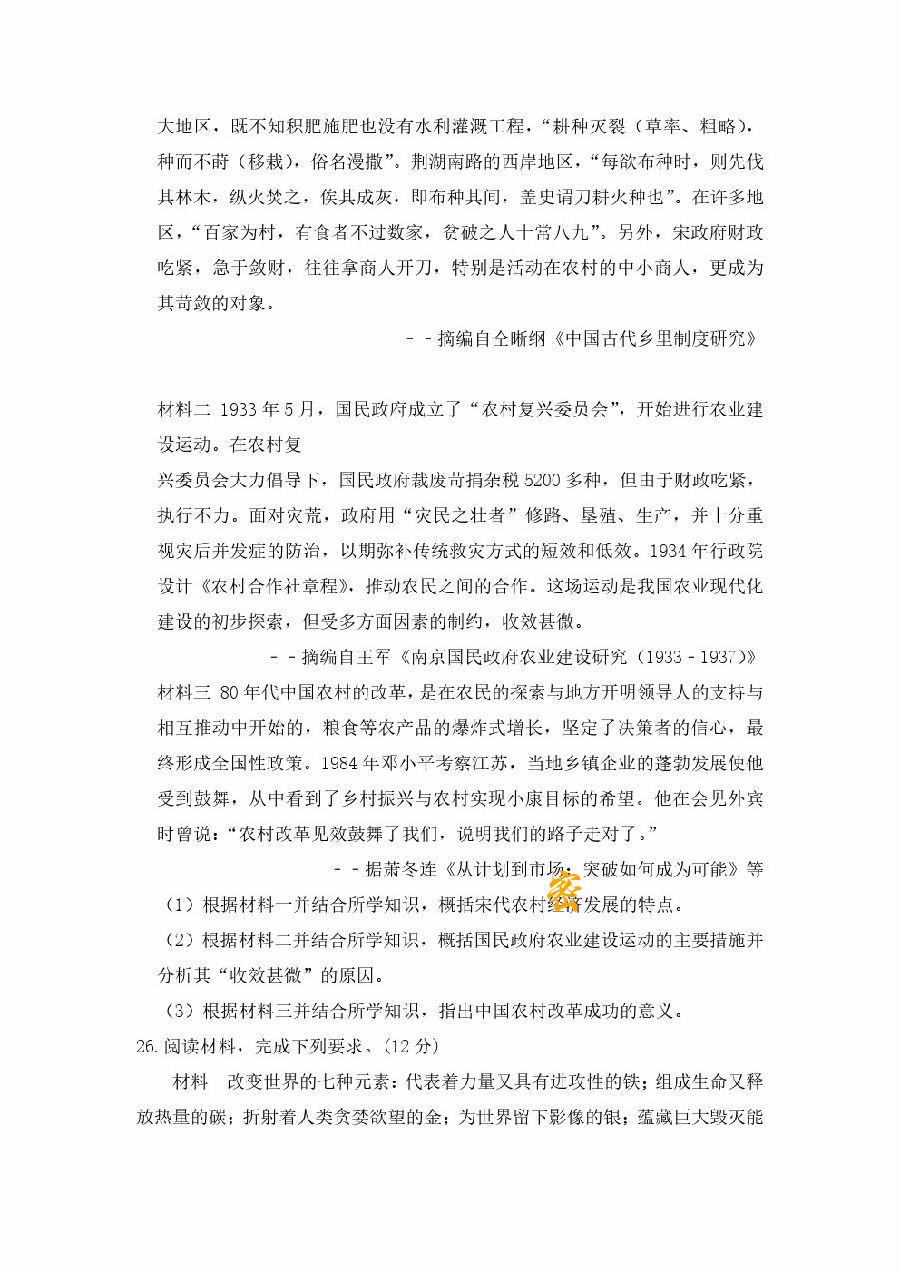 大地区，既不知积肥施肥也没有水利灌溉工程，“耕种灭裂（草率、粗略），
种而不莳（移栽），俗名漫撒”。荆湖南路的西岸地区，“每欲布种时，则先伐
其林木，纵火焚之，俟其成灰，即布种其间，盖史谓刀耕火种也”。在许多地
区，“百家为村，有食者不过数家，贫破之人十常八九”。另外，宋政府财政
吃紧，急于敛财，往往拿商人开刀，特别是活动在农村的中小商人，更成为
其苛敛的对象。
--摘编自仝晰纲《中国古代乡里制度研究》
材料二 1933年5月，国民政府成立了“农村复兴委员会”，开始进行农业建
设运动。在农村复
兴委员会大力倡导下，国民政府裁废苛捐杂税5200多种，但由于财政吃紧，
执行不力。面对灾荒，政府用“灾民之壮者”修路、垦殖、生产，并十分重
视灾后并发症的防治，以期弥补传统救灾方式的短效和低效。1934年行政院
设计《农村合作社章程》，推动农民之间的合作。这场运动是我国农业现代化
建设的初步探索，但受多方面因素的制约，收效甚微。
--摘编自王军《南京国民政府农业建设研究（1933-1937）》
材料三 80年代中国农村的改革，是在农民的探索与地方开明领导人的支持与
相互推动中开始的，粮食等农产品的爆炸式增长，坚定了决策者的信心，最
终形成全国性政策。1984年邓小平考察江苏，当地乡镇企业的蓬勃发展使他
受到鼓舞，从中看到了乡村振兴与农村实现小康目标的希望。他在会见外宾
时曾说：“农村改革见效鼓舞了我们，说明我们的路子走对了。”
--据萧冬连《从计划到市场：突破如何成为可能》等
密
（1）根据材料一并结合所学知识，概括宋代农村经济发展的特点。
（2）根据材料二并结合所学知识，概括国民政府农业建设运动的主要措施并
分析其“收效甚微”的原因。
（3）根据材料三并结合所学知识，指出中国农村改革成功的意义。
26.阅读材料，完成下列要求。（12分）
材料 改变世界的七种元素：代表着力量又具有进攻性的铁；组成生命又释
放热量的碳；折射着人类贪婪欲望的金；为世界留下影像的银；蕴藏巨大毁灭能